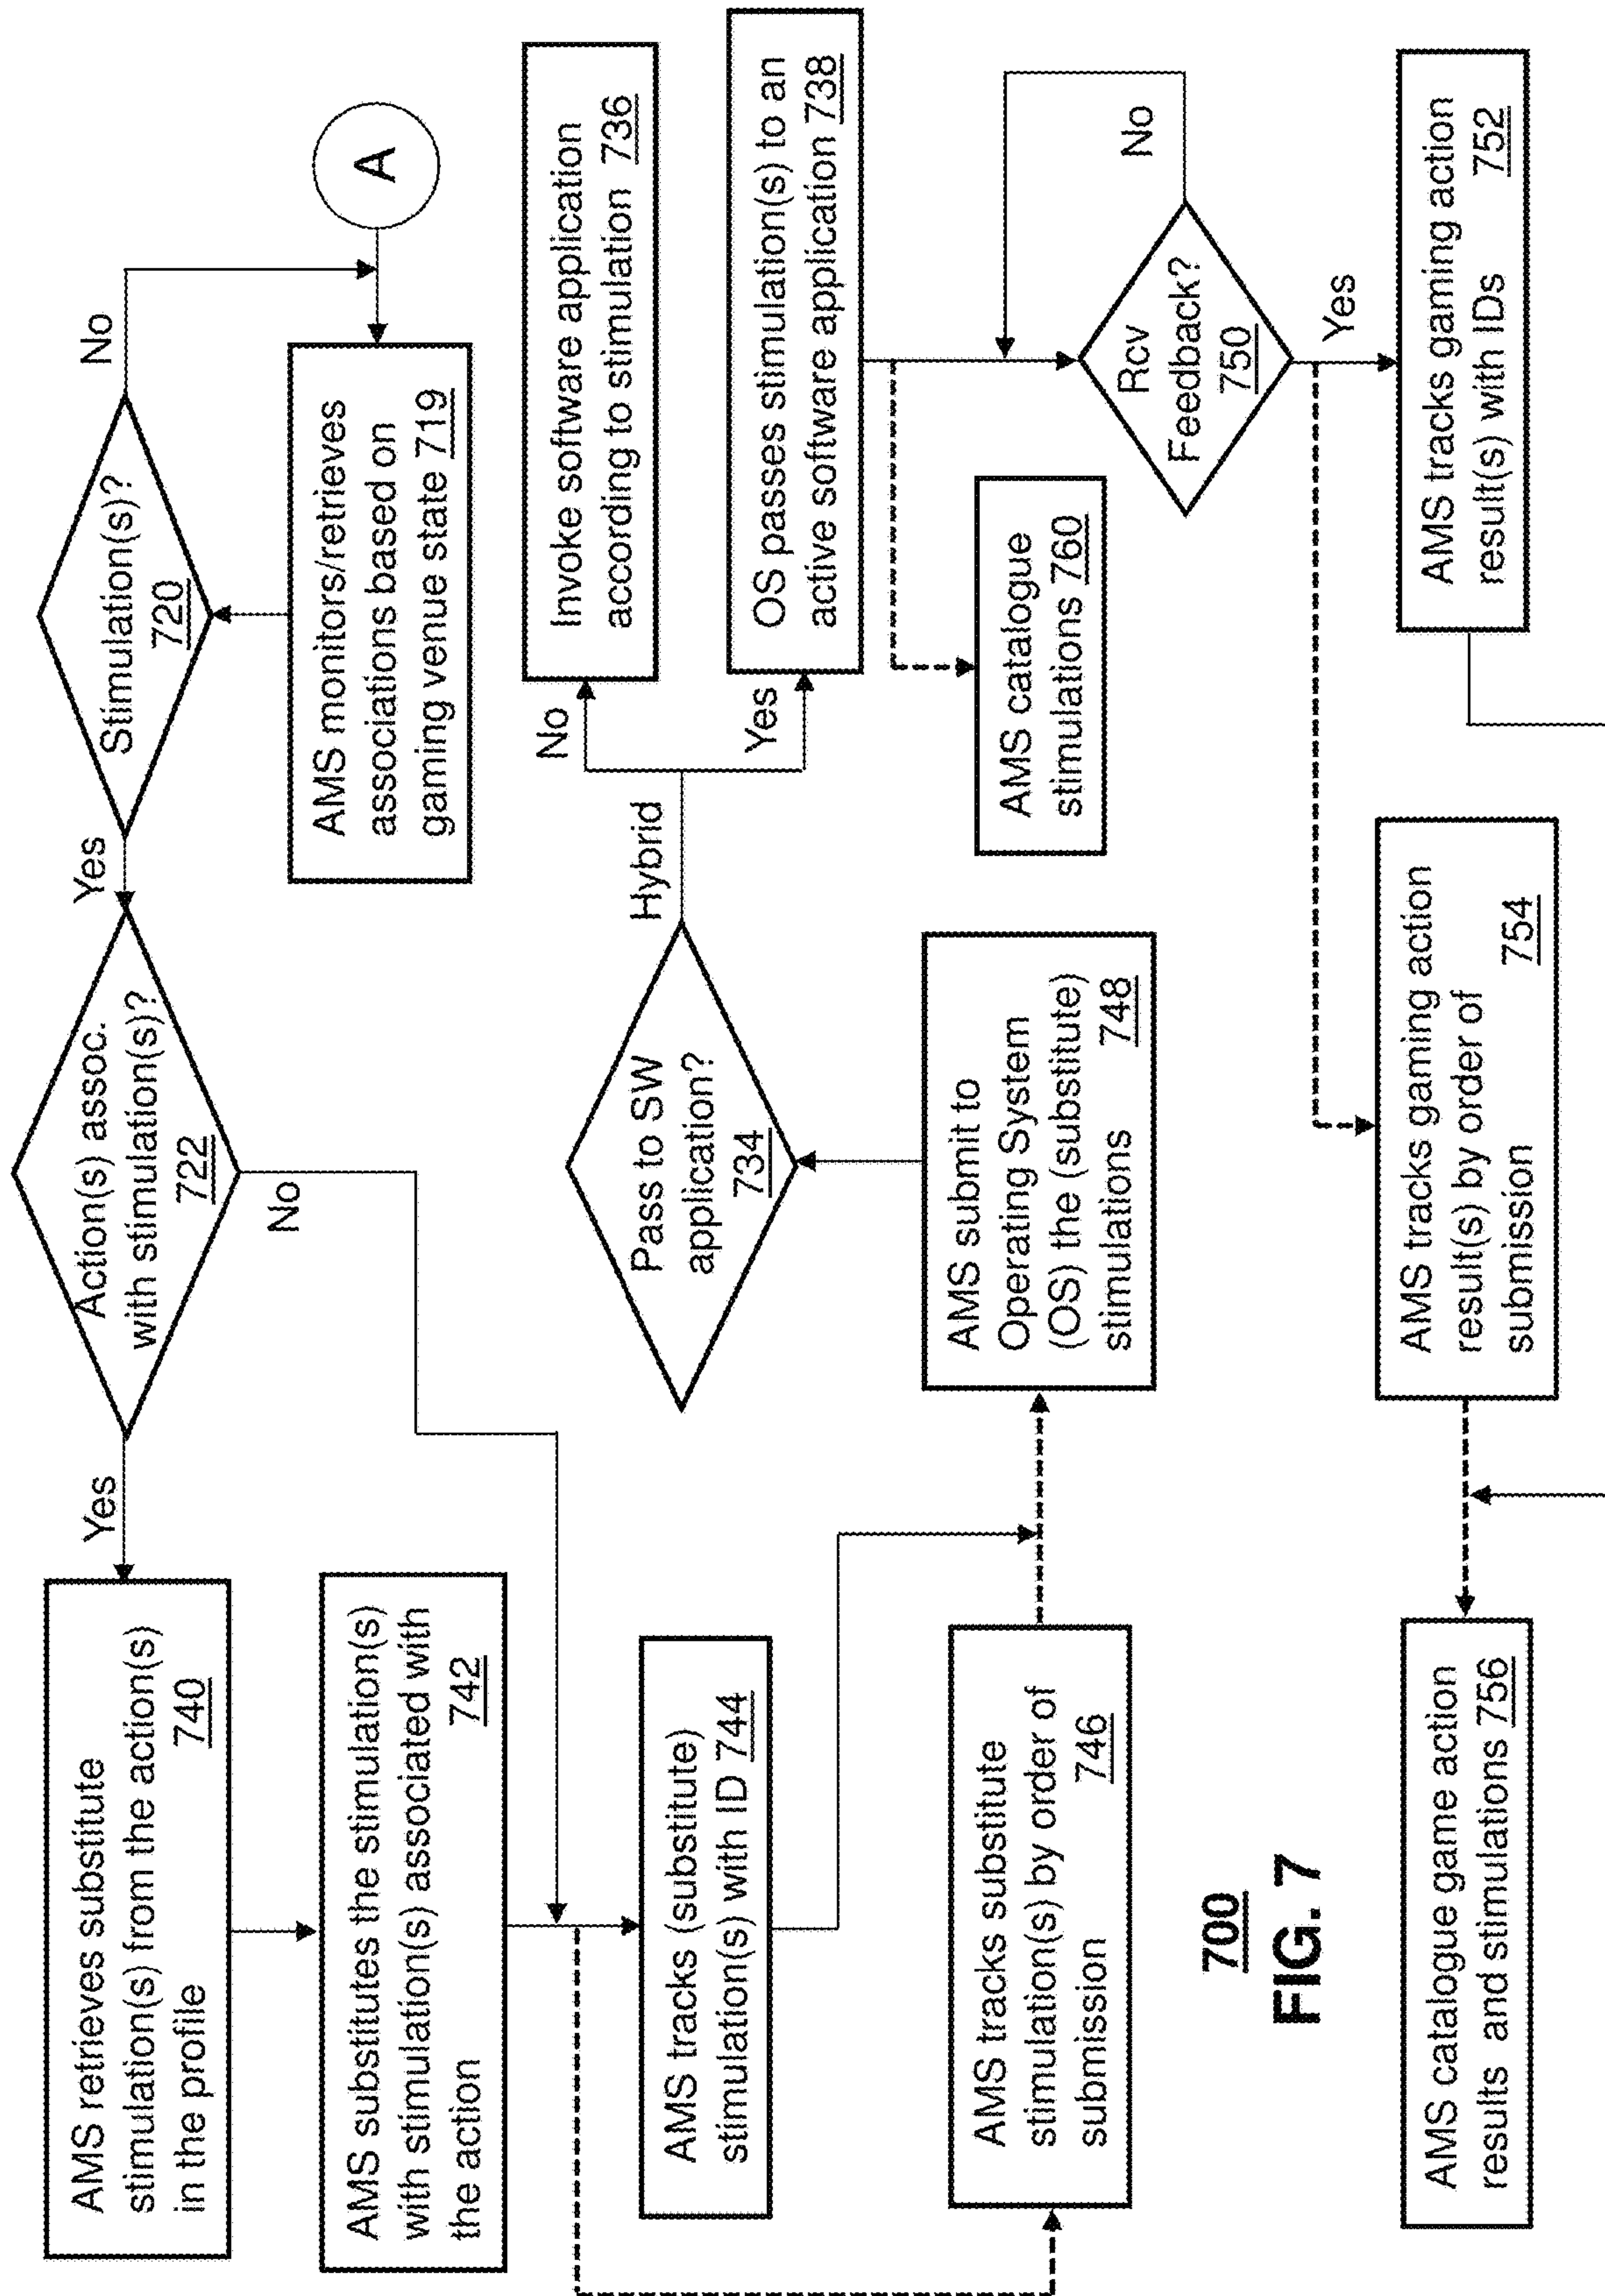 A
AMS monitors/retrieves
associations based on
gaming venue state 719
Stimulation(s)?
720
No
Yes
Action(s) assoc.
with stimulation(s)?
722
No
Yes
AMS retrieves substitute
stimulation(s) from the action(s)
in the profile 740
AMS substitutes the stimulation(s)
with stimulation(s) associated with
the action 742
AMS tracks (substitute)
stimulation(s) with ID 744
AMS tracks substitute
stimulation(s) by order of
submission 746
AMS submit to
Operating System
(OS) the (substitute)
stimulations 748
Pass to SW
application?
734
Hybrid
No
Yes
Invoke software application
according to stimulation 736
OS passes stimulation(s) to an
active software application 738
AMS catalogue
stimulations 760
Rcv
Feedback?
750
No
Yes
AMS tracks gaming action
result(s) with IDs 752
AMS tracks gaming action
result(s) by order of
submission 754
AMS catalogue game action
results and stimulations 756
700
FIG. 7